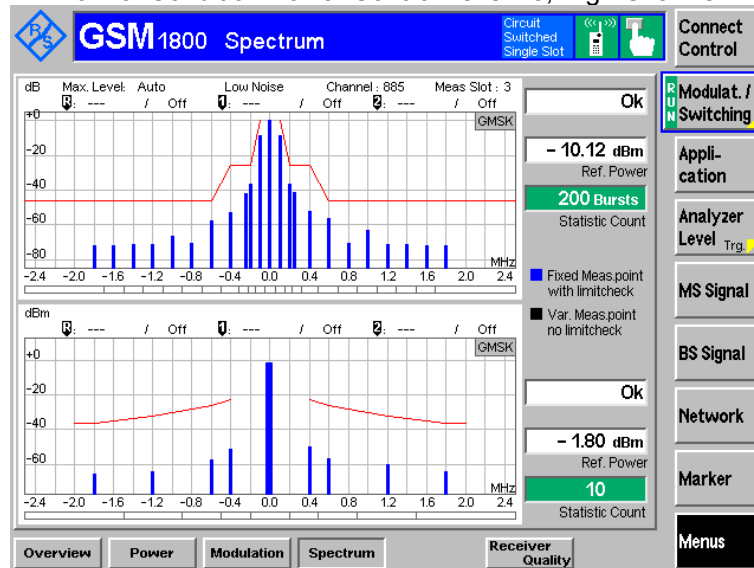 R/S
GSM 1800 Spectrum
Circuit
Switched
Single Slot
Connect
Control
dB Max. Level: Auto Low Noise Channel : 885 Meas Slot : 3
R: --- / Off 1: --- / Off 2: --- / Off
GMSK
+0
-20
-40
-60
-80
MHz
-2.4 -2.0 -1.6 -1.2 -0.8 -0.4 0.0 0.4 0.8 1.2 1.6 2.0 2.4
Ok
- 10.12 dBm
Ref. Power
200 Bursts
Statistic Count
Fixed Meas.point
with limitcheck
Var. Meas.point
no limitcheck
dBm
R: --- / Off 1: --- / Off 2: --- / Off
GMSK
+0
-20
-40
-60
MHz
-2.4 -2.0 -1.6 -1.2 -0.8 -0.4 0.0 0.4 0.8 1.2 1.6 2.0 2.4
Ok
- 1.80 dBm
Ref. Power
10
Statistic Count
RUN
Modulat. /
Switching
Appli-
cation
Analyzer
Level Trg.
MS Signal
BS Signal
Network
Marker
Menus
Overview Power Modulation Spectrum Receiver
Quality